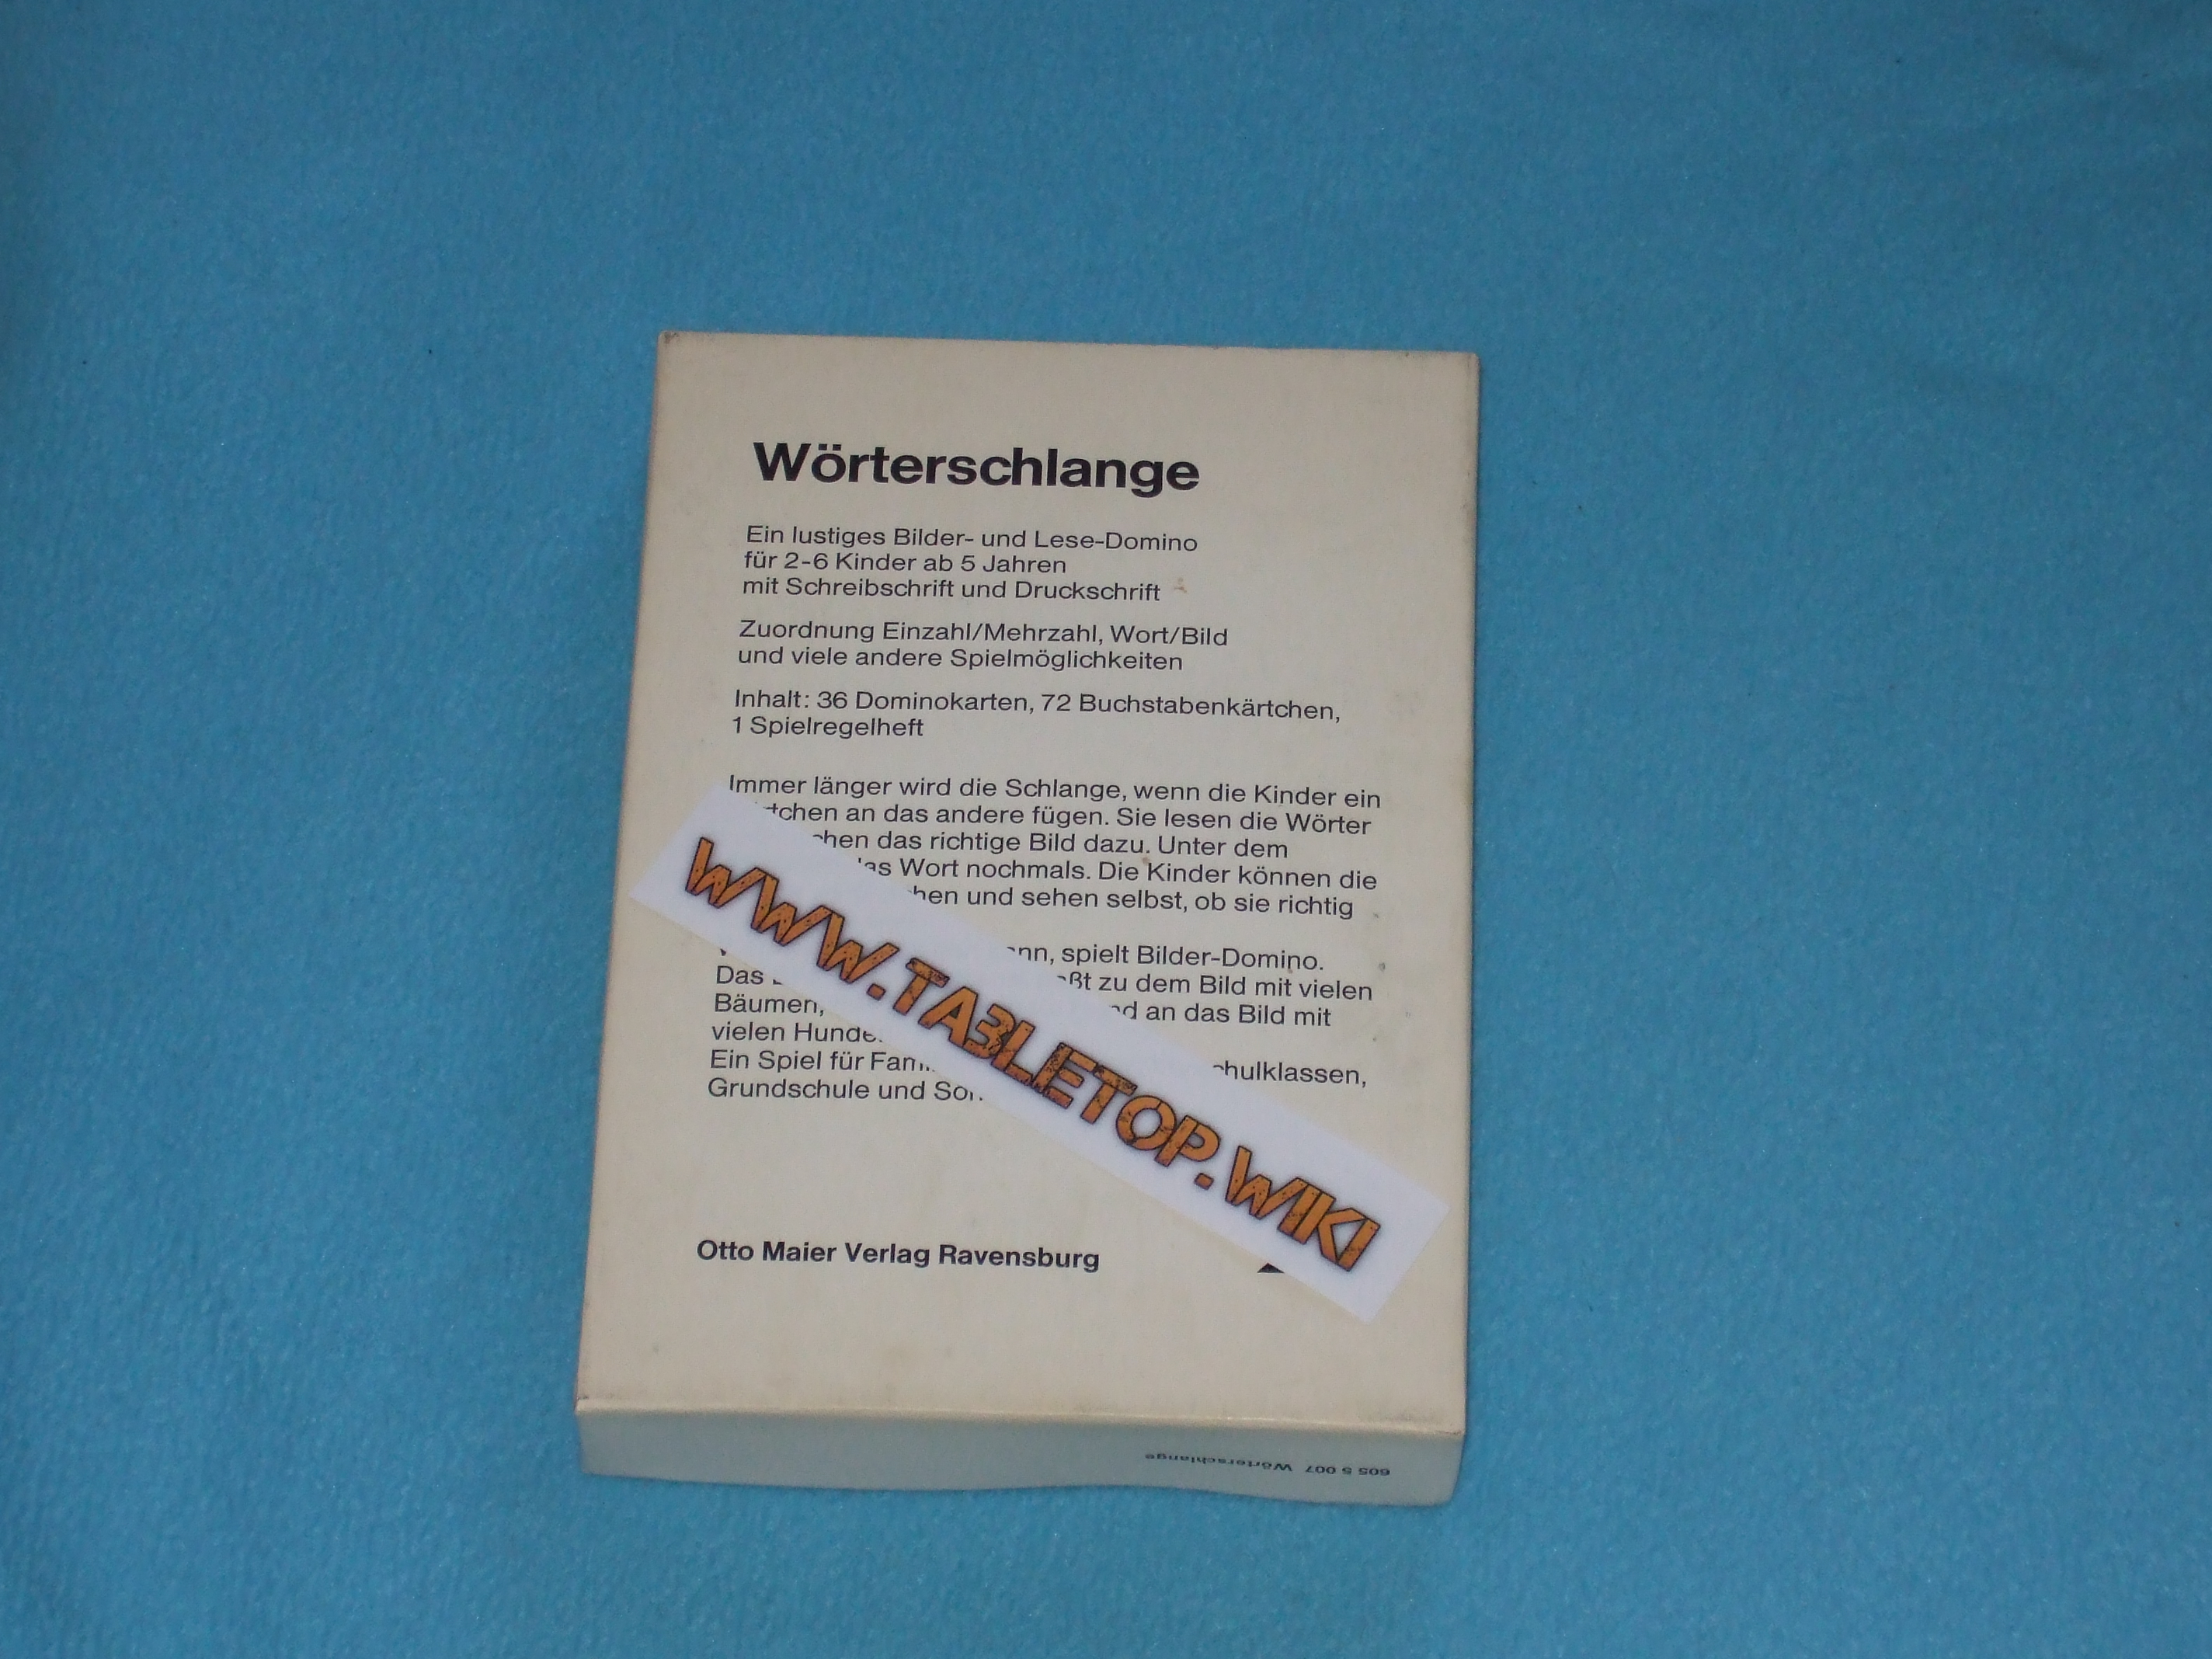 Wörterschlange
Ein lustiges Bilder- und Lese-Domino
für 2-6 Kinder ab 5 Jahren
mit Schreibschrift und Druckschrift
Zuordnung Einzahl/Mehrzahl, Wort/Bild
und viele andere Spielmöglichkeiten
Inhalt: 36 Dominokarten, 72 Buchstabenkärtchen,
1 Spielregelheft
Immer länger wird die Schlange, wenn die Kinder ein
an das andere fügen. Sie lesen die Wörter
das richtige Bild dazu. Unter dem
Wort nochmals. Die Kinder können die
und sehen selbst, ob sie richtig
spielt Bilder-Domino.
Das zu dem Bild mit vielen
Bäumen, an das Bild mit
vielen
Ein Spiel für
Grundschule und
WWW.TABLETOP.WIKI
Otto Maier Verlag Ravensburg
605 5 007 Wörterschlange